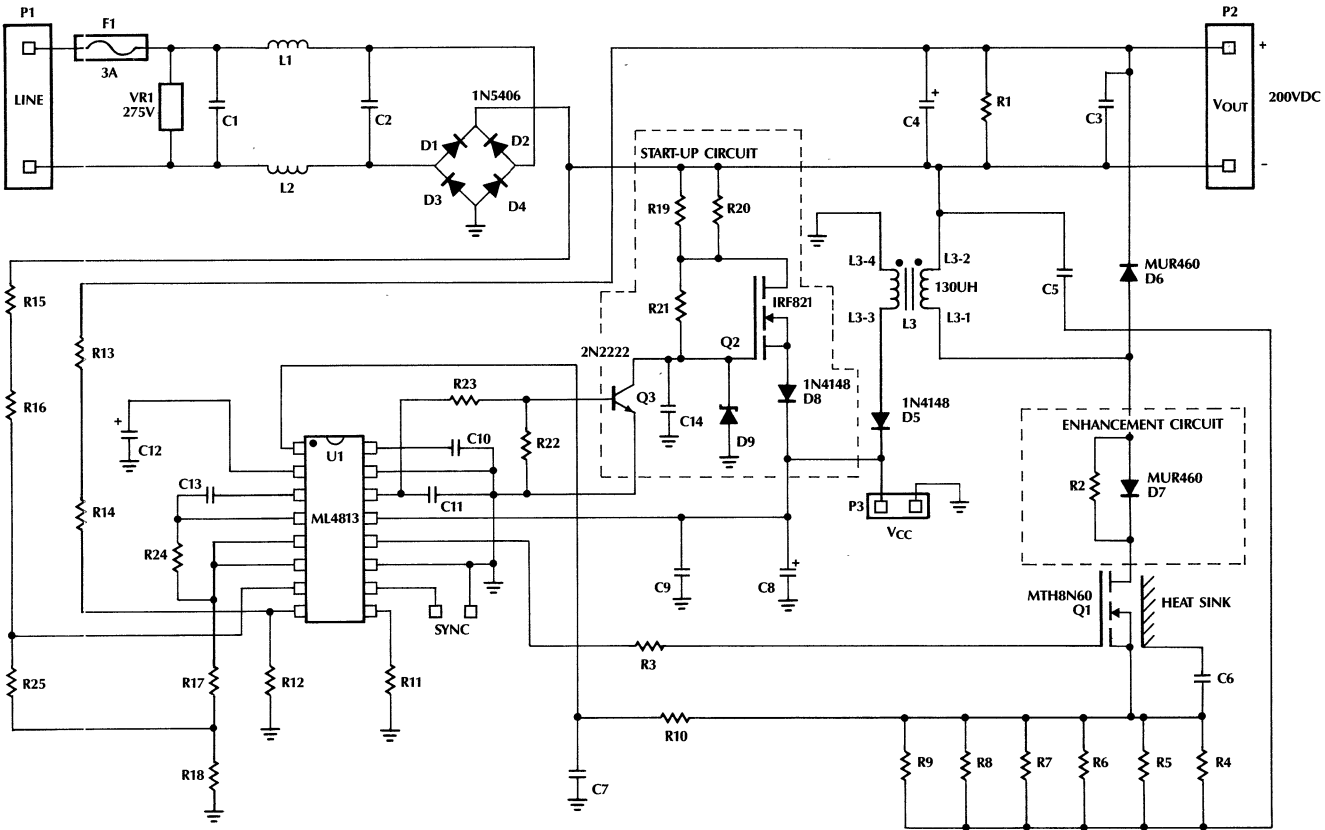 P1
F1
3A
LINE
VR1
275V
C1
L1
L2
C2
1N5406
D1
D2
D3
D4
START-UP CIRCUIT
R19
R20
R21
IRF821
Q2
2N2222
Q3
C14
D9
1N4148
D8
C4
+
R1
C3
P2
+
VOUT
200VDC
–
L3-4
L3-2
130UH
L3-3
L3
L3-1
C5
MUR460
D6
1N4148
D5
P3
VCC
ENHANCEMENT CIRCUIT
R2
MUR460
D7
MTH8N60
Q1
HEAT SINK
C6
R15
R13
R16
+
C12
R23
C10
R22
U1
C13
C11
R14
ML4813
R24
C9
+
C8
SYNC
R3
R25
R17
R12
R11
R10
R18
C7
R9
R8
R7
R6
R5
R4